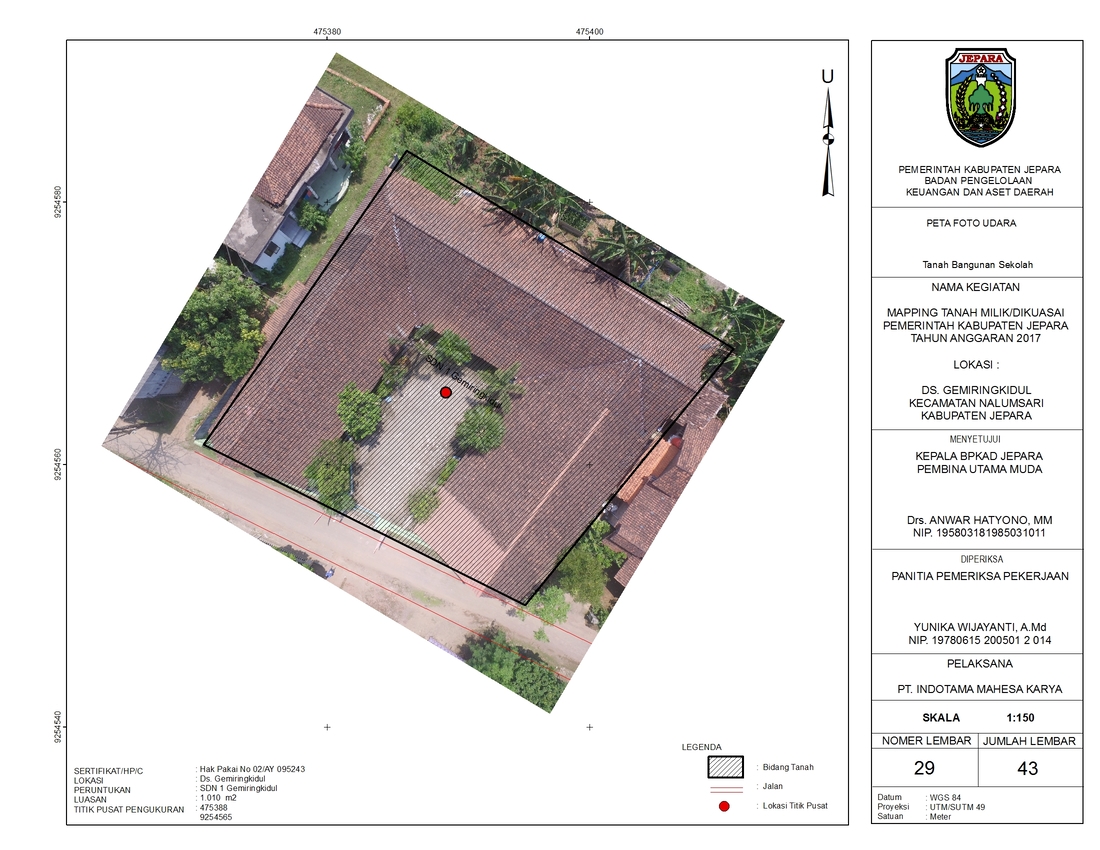 475380
475400
9254580
9254560
9254540
U
SDN 1 Gemiringkidul
SERTIFIKAT/HP/C : Hak Pakai No 02/AY 095243
LOKASI : Ds. Gemiringkidul
PERUNTUKAN : SDN 1 Gemiringkidul
LUASAN : 1.010 m2
TITIK PUSAT PENGUKURAN : 475388
9254565
LEGENDA
: Bidang Tanah
: Jalan
: Lokasi Titik Pusat
JEPARA
PEMERINTAH KABUPATEN JEPARA
BADAN PENGELOLAAN
KEUANGAN DAN ASET DAERAH
PETA FOTO UDARA
Tanah Bangunan Sekolah
NAMA KEGIATAN
MAPPING TANAH MILIK/DIKUASAI
PEMERINTAH KABUPATEN JEPARA
TAHUN ANGGARAN 2017
LOKASI :
DS. GEMIRINGKIDUL
KECAMATAN NALUMSARI
KABUPATEN JEPARA
MENYETUJUI
KEPALA BPKAD JEPARA
PEMBINA UTAMA MUDA
Drs. ANWAR HATYONO, MM
NIP. 195803181985031011
DIPERIKSA
PANITIA PEMERIKSA PEKERJAAN
YUNIKA WIJAYANTI, A.Md
NIP. 19780615 200501 2 014
PELAKSANA
PT. INDOTAMA MAHESA KARYA
SKALA 1:150
NOMER LEMBAR JUMLAH LEMBAR
29 43
Datum : WGS 84
Proyeksi : UTM/SUTM 49
Satuan : Meter